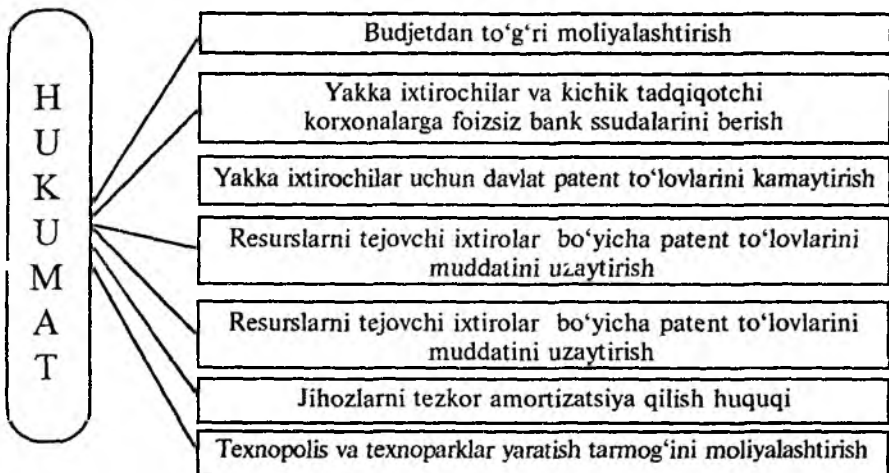 HUKUMAT
Budjetdan to‘g‘ri moliyalashtirish
Yakka ixtirochilar va kichik tadqiqotchi
korxonalarga foizsiz bank ssudalarini berish
Yakka ixtirochilar uchun davlat patent to‘lovlarini kamaytirish
Resurslarni tejovchi ixtirolar bo‘yicha patent to‘lovlarini
muddatini uzaytirish
Resurslarni tejovchi ixtirolar bo‘yicha patent to‘lovlarini
muddatini uzaytirish
Jihozlarni tezkor amortizatsiya qilish huquqi
Texnopolis va texnoparklar yaratish tarmog‘ini moliyalashtirish